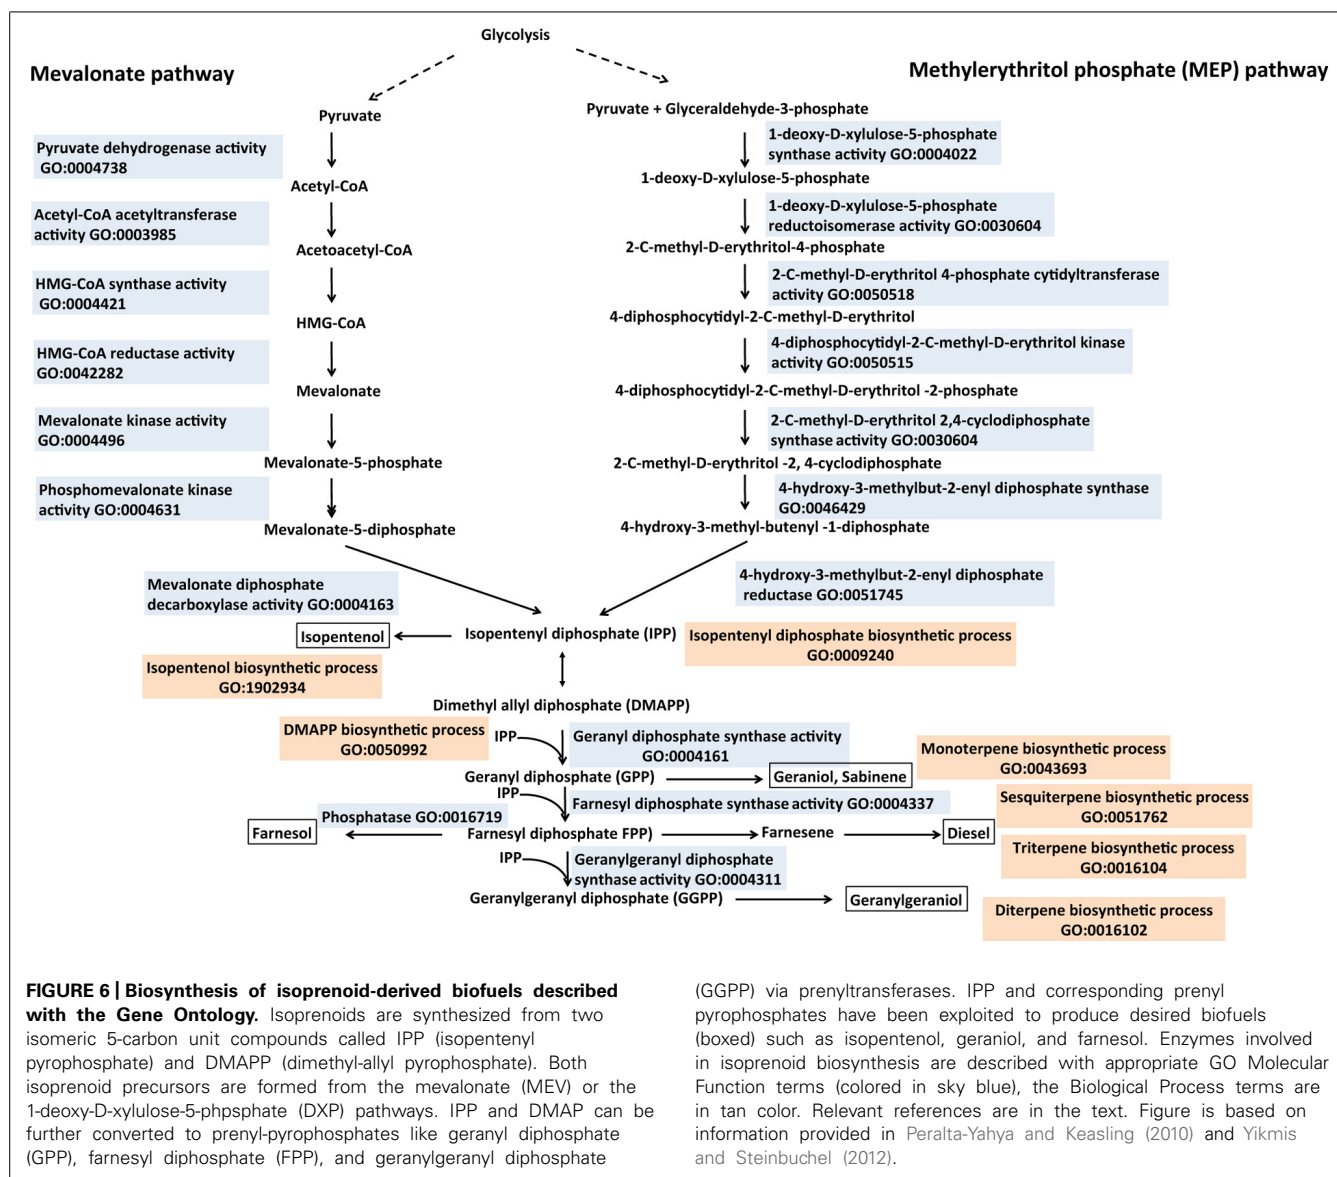 Glycolysis
Mevalonate pathway
Methylerythritol phosphate (MEP) pathway
Pyruvate
Pyruvate + Glyceraldehyde-3-phosphate
Pyruvate dehydrogenase activity
GO:0004738
1-deoxy-D-xylulose-5-phosphate
synthase activity GO:0004022
Acetyl-CoA
1-deoxy-D-xylulose-5-phosphate
Acetyl-CoA acetyltransferase
activity GO:0003985
1-deoxy-D-xylulose-5-phosphate
reductoisomerase activity GO:0030604
Acetoacetyl-CoA
2-C-methyl-D-erythritol-4-phosphate
HMG-CoA synthase activity
GO:0004421
2-C-methyl-D-erythritol 4-phosphate cytidyltransferase
activity GO:0050518
HMG-CoA
4-diphosphocytidyl-2-C-methyl-D-erythritol
HMG-CoA reductase activity
GO:0042282
4-diphosphocytidyl-2-C-methyl-D-erythritol kinase
activity GO:0050515
Mevalonate
4-diphosphocytidyl-2-C-methyl-D-erythritol -2-phosphate
Mevalonate kinase activity
GO:0004496
2-C-methyl-D-erythritol 2,4-cyclodiphosphate
synthase activity GO:0030604
Mevalonate-5-phosphate
2-C-methyl-D-erythritol -2, 4-cyclodiphosphate
Phosphomevalonate kinase
activity GO:0004631
4-hydroxy-3-methylbut-2-enyl diphosphate synthase
GO:0046429
Mevalonate-5-diphosphate
4-hydroxy-3-methyl-butenyl -1-diphosphate
Mevalonate diphosphate
decarboxylase activity GO:0004163
4-hydroxy-3-methylbut-2-enyl diphosphate
reductase GO:0051745
Isopentenol
Isopentenyl diphosphate (IPP)
Isopentenyl diphosphate biosynthetic process
GO:0009240
Isopentenol biosynthetic process
GO:1902934
Dimethyl allyl diphosphate (DMAPP)
DMAPP biosynthetic process
GO:0050992
IPP
Geranyl diphosphate synthase activity
GO:0004161
Monoterpene biosynthetic process
GO:0043693
Geranyl diphosphate (GPP)
Geraniol, Sabinene
IPP
Farnesyl diphosphate synthase activity GO:0004337
Sesquiterpene biosynthetic process
GO:0051762
Phosphatase GO:0016719
Farnesol
Farnesyl diphosphate FPP)
Farnesene
Diesel
Triterpene biosynthetic process
GO:0016104
IPP
Geranylgeranyl diphosphate
synthase activity GO:0004311
Geranylgeranyl diphosphate (GGPP)
Geranylgeraniol
Diterpene biosynthetic process
GO:0016102
FIGURE 6 | Biosynthesis of isoprenoid-derived biofuels described
with the Gene Ontology. Isoprenoids are synthesized from two
isomeric 5-carbon unit compounds called IPP (isopentenyl
pyrophosphate) and DMAPP (dimethyl-allyl pyrophosphate). Both
isoprenoid precursors are formed from the mevalonate (MEV) or the
1-deoxy-D-xylulose-5-phpsphate (DXP) pathways. IPP and DMAP can be
further converted to prenyl-pyrophosphates like geranyl diphosphate
(GPP), farnesyl diphosphate (FPP), and geranylgeranyl diphosphate
(GGPP) via prenyltransferases. IPP and corresponding prenyl
pyrophosphates have been exploited to produce desired biofuels
(boxed) such as isopentenol, geraniol, and farnesol. Enzymes involved
in isoprenoid biosynthesis are described with appropriate GO Molecular
Function terms (colored in sky blue), the Biological Process terms are
in tan color. Relevant references are in the text. Figure is based on
information provided in Peralta-Yahya and Keasling (2010) and Yikmis
and Steinbuchel (2012).